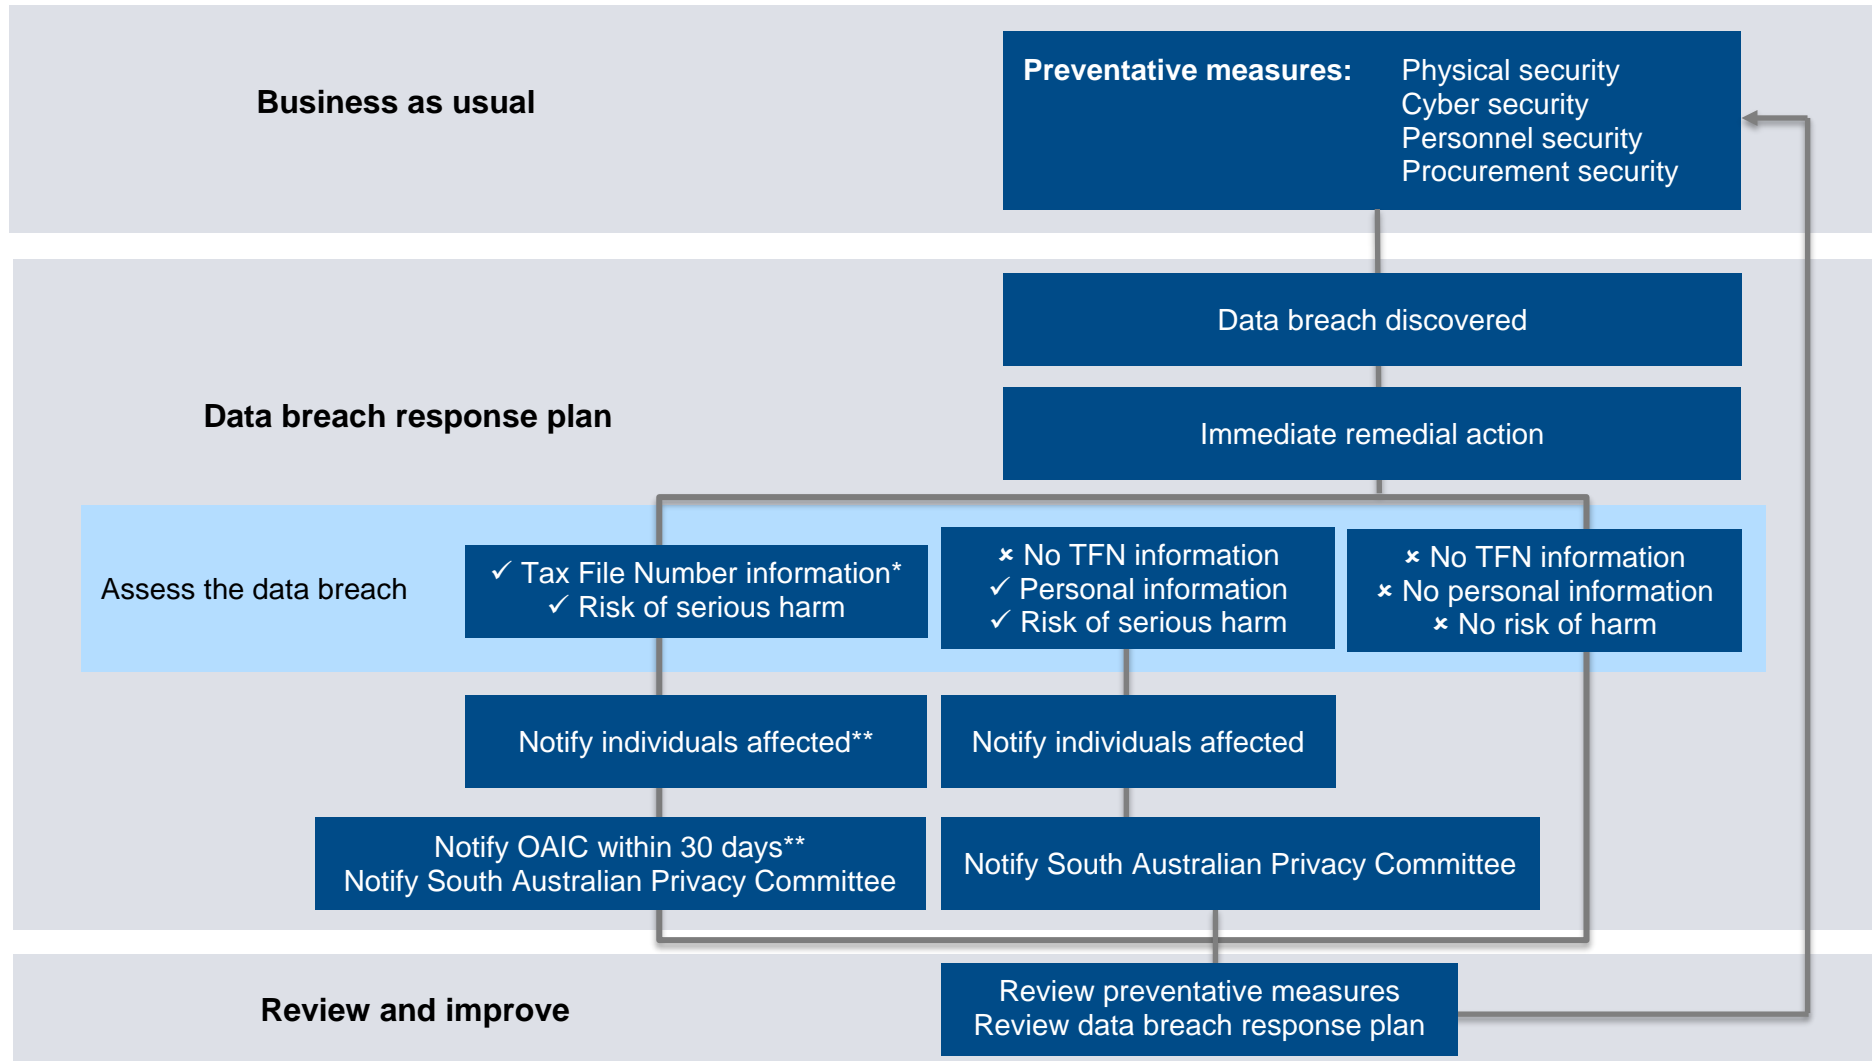 Business as usual
Preventative measures: Physical security
Cyber security
Personnel security
Procurement security
Data breach response plan
Data breach discovered
Immediate remedial action
Assess the data breach
✓ Tax File Number information*
✓ Risk of serious harm
× No TFN information
✓ Personal information
✓ Risk of serious harm
× No TFN information
× No personal information
× No risk of harm
Notify individuals affected**
Notify individuals affected
Notify OAIC within 30 days**
Notify South Australian Privacy Committee
Notify South Australian Privacy Committee
Review and improve
Review preventative measures
Review data breach response plan